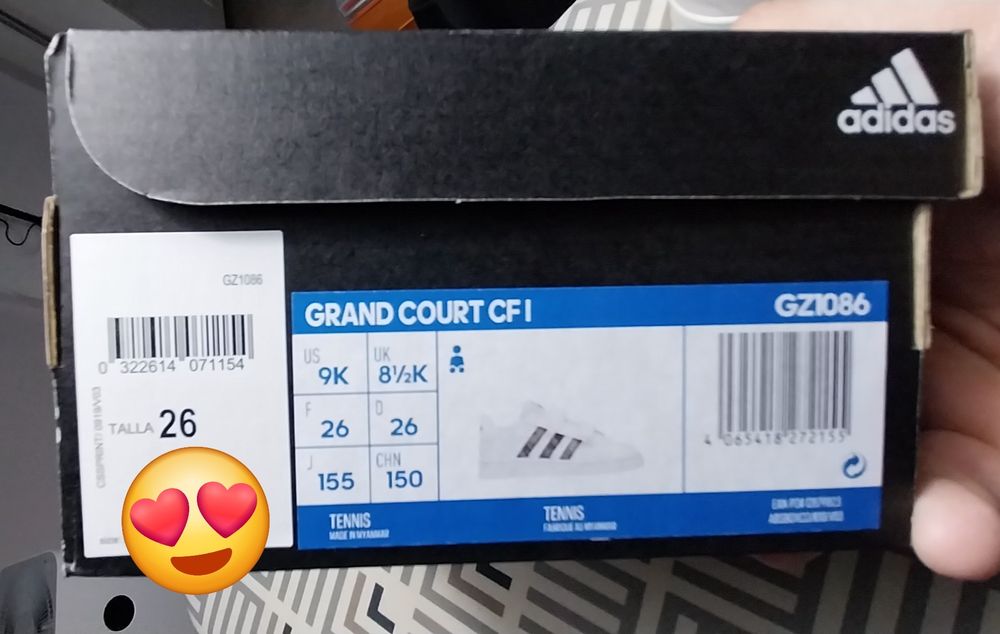 adidas
GZ1086
0 322614 071154
TALLA 26
GRAND COURT CF I
GZ1086
US
9K
UK
8½K
F
26
D
26
J
155
CHN
150
4 065418 272155
TENNIS
MADE IN MYANMAR
TENNIS
FABRIQUÉ AU MYANMAR